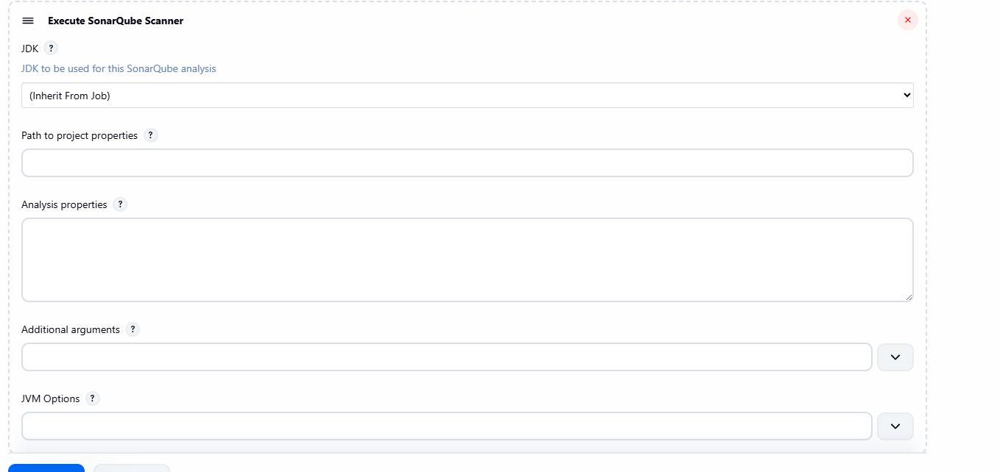 Execute SonarQube Scanner
JDK ?
JDK to be used for this SonarQube analysis
(Inherit From Job)
Path to project properties ?
Analysis properties ?
Additional arguments ?
JVM Options ?